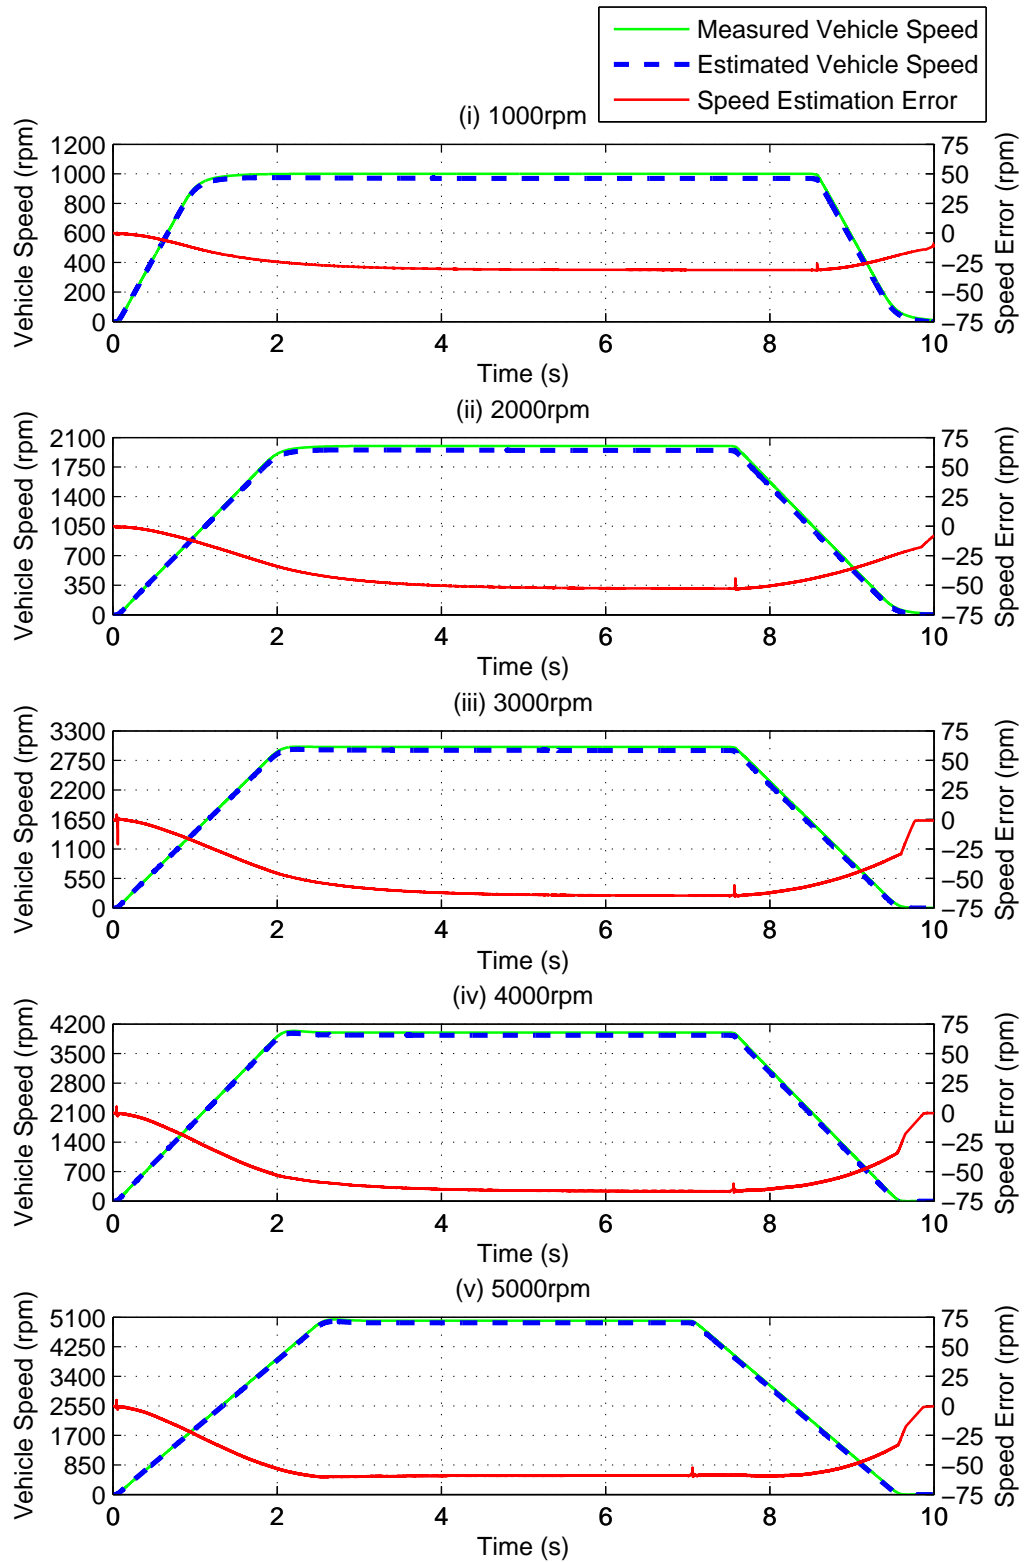 Measured Vehicle Speed
Estimated Vehicle Speed
Speed Estimation Error
(i) 1000rpm
Vehicle Speed (rpm)
1200
1000
800
600
400
200
0
75
50
25
0
−25
−50
−75
Speed Error (rpm)
0 2 4 6 8 10
Time (s)
(ii) 2000rpm
Vehicle Speed (rpm)
2100
1750
1400
1050
700
350
0
75
50
25
0
−25
−50
−75
Speed Error (rpm)
0 2 4 6 8 10
Time (s)
(iii) 3000rpm
Vehicle Speed (rpm)
3300
2750
2200
1650
1100
550
0
75
50
25
0
−25
−50
−75
Speed Error (rpm)
0 2 4 6 8 10
Time (s)
(iv) 4000rpm
Vehicle Speed (rpm)
4200
3500
2800
2100
1400
700
0
75
50
25
0
−25
−50
−75
Speed Error (rpm)
0 2 4 6 8 10
Time (s)
(v) 5000rpm
Vehicle Speed (rpm)
5100
4250
3400
2550
1700
850
0
75
50
25
0
−25
−50
−75
Speed Error (rpm)
0 2 4 6 8 10
Time (s)